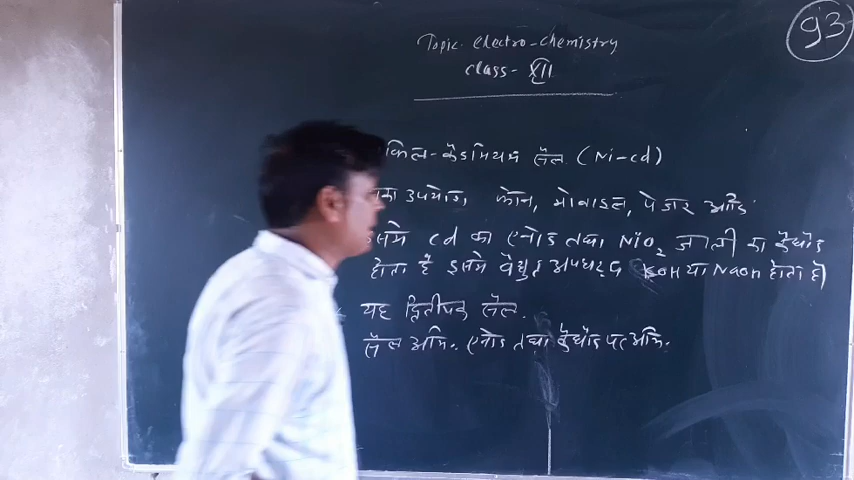 93
Topic. electro-chemistry
class- XII
किल-कैडमियम सेल (Ni-cd)
का उपयोग, फोन, मोबाइल, पेजर आदि
इसमे cd का एनोड तथा NiO2 जाली का कैथोड
होता है इसमे वैधुत अपघट्य KOH या NaOH होता है)
यह द्वितीयक सेल.
सेल अभि. एनोड तथा कैथोड पर अभि.